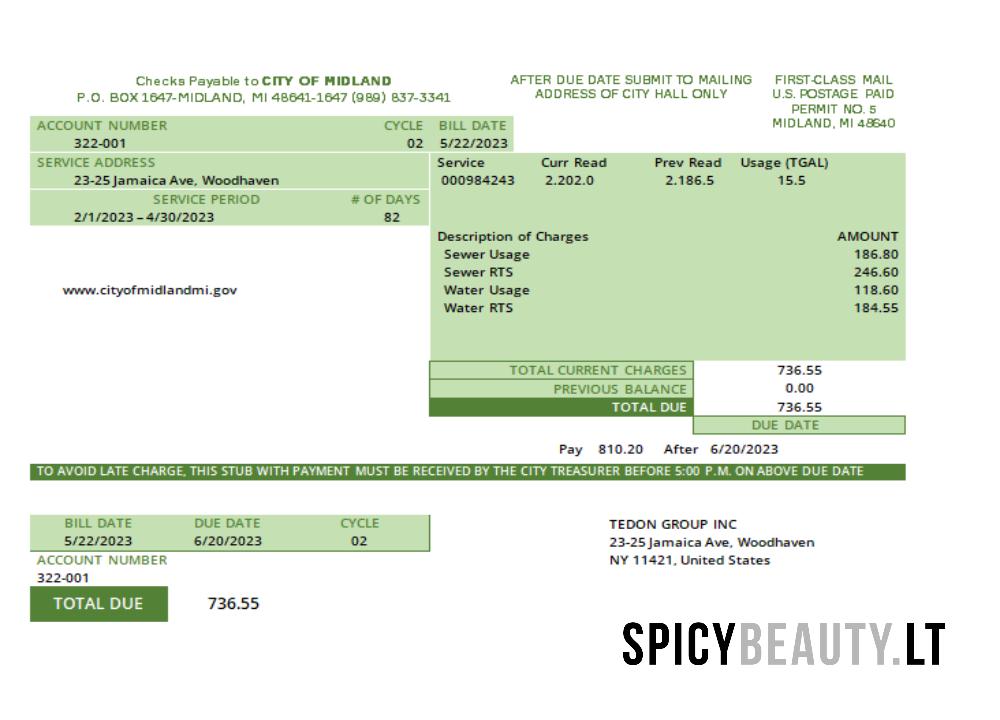 Checks Payable to CITY OF MIDLAND
P.O. BOX 1647-MIDLAND, MI 48641-1647 (989) 837-3341
AFTER DUE DATE SUBMIT TO MAILING
ADDRESS OF CITY HALL ONLY
FIRST-CLASS MAIL
U.S. POSTAGE PAID
PERMIT NO. 5
MIDLAND, MI 48640
ACCOUNT NUMBER CYCLE BILL DATE
322-001 02 5/22/2023
SERVICE ADDRESS
23-25 Jamaica Ave, Woodhaven
SERVICE PERIOD # OF DAYS
2/1/2023 – 4/30/2023 82
Service Curr Read Prev Read Usage (TGAL)
000984243 2.202.0 2.186.5 15.5
Description of Charges AMOUNT
Sewer Usage 186.80
Sewer RTS 246.60
Water Usage 118.60
Water RTS 184.55
www.cityofmidlandmi.gov
TOTAL CURRENT CHARGES 736.55
PREVIOUS BALANCE 0.00
TOTAL DUE 736.55
DUE DATE
Pay 810.20 After 6/20/2023
TO AVOID LATE CHARGE, THIS STUB WITH PAYMENT MUST BE RECEIVED BY THE CITY TREASURER BEFORE 5:00 P.M. ON ABOVE DUE DATE
BILL DATE DUE DATE CYCLE
5/22/2023 6/20/2023 02
ACCOUNT NUMBER
322-001
TOTAL DUE 736.55
TEDON GROUP INC
23-25 Jamaica Ave, Woodhaven
NY 11421, United States
SPICYBEAUTY.LT